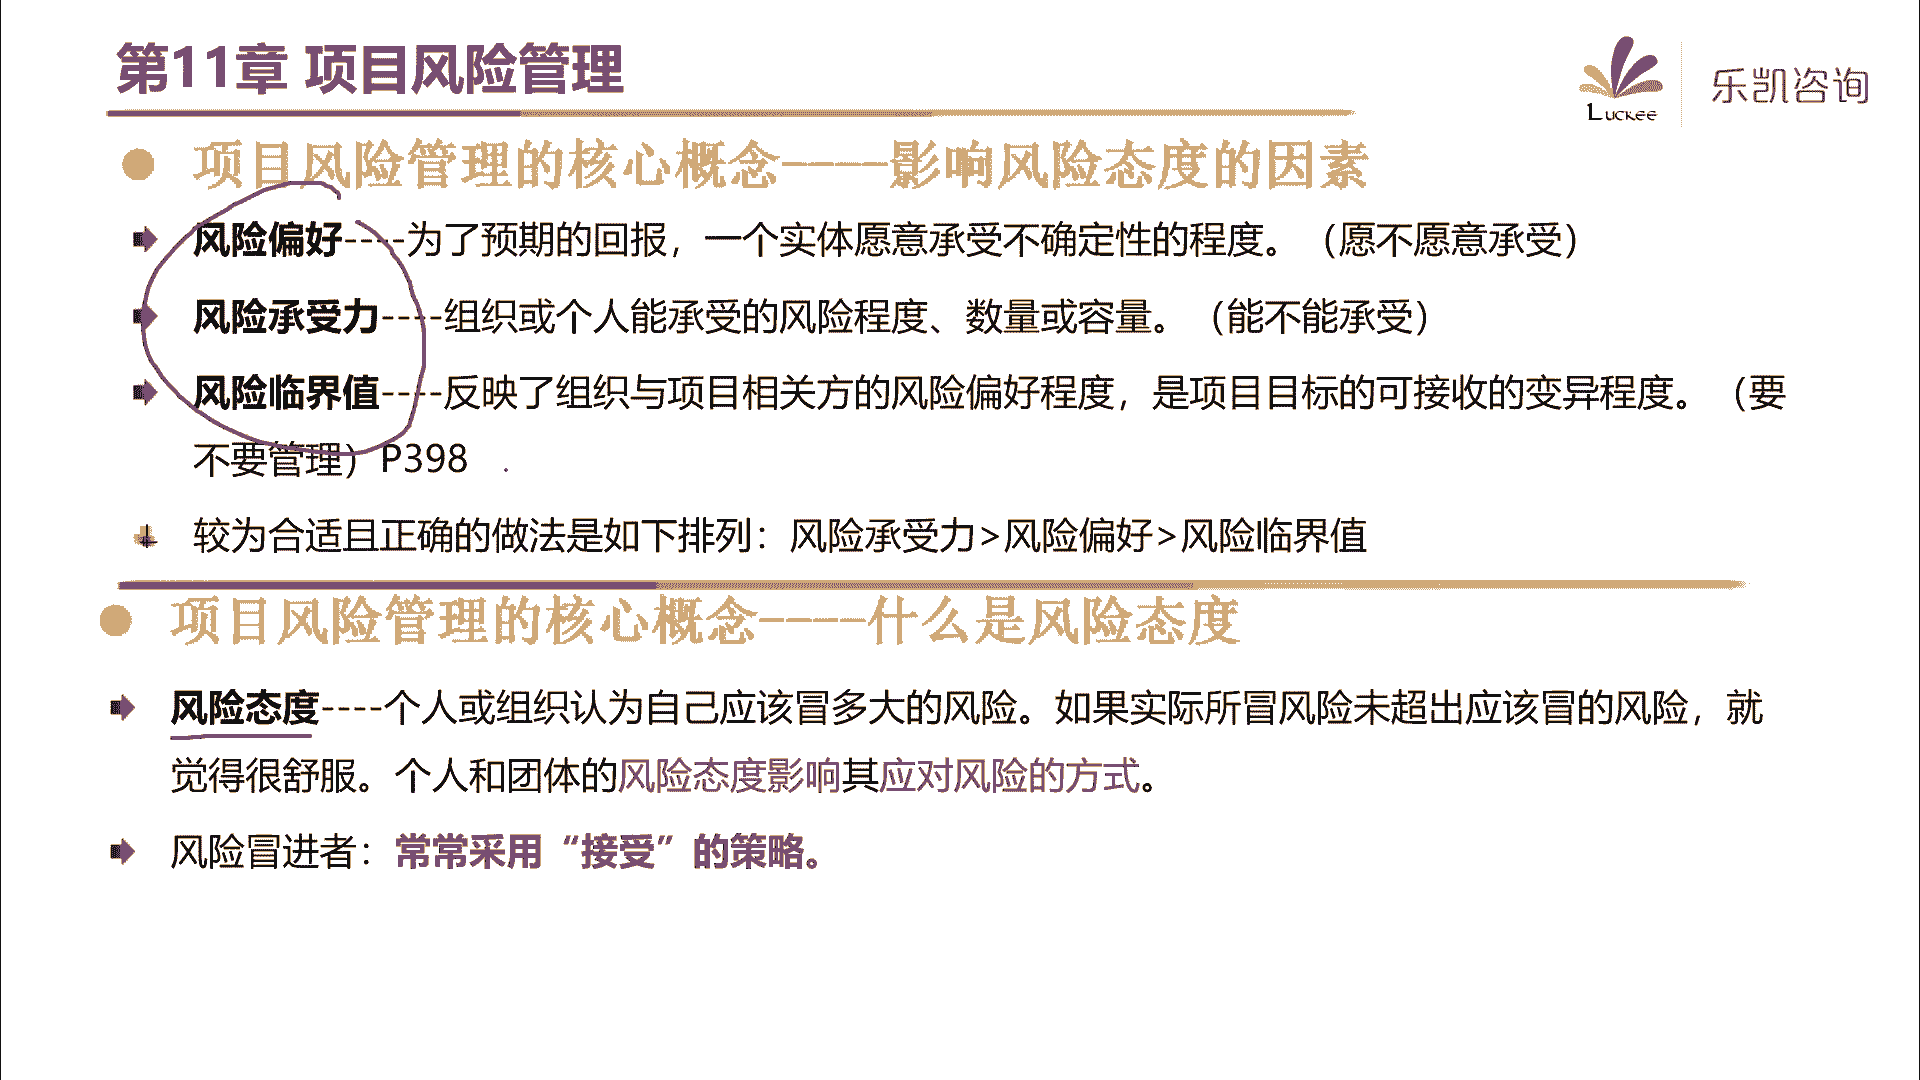 第11章 项目风险管理
Luckee 乐凯咨询
项目风险管理的核心概念----影响风险态度的因素
风险偏好----为了预期的回报，一个实体愿意承受不确定性的程度。（愿不愿意承受）
风险承受力----组织或个人能承受的风险程度、数量或容量。（能不能承受）
风险临界值----反映了组织与项目相关方的风险偏好程度，是项目目标的可接收的变异程度。（要
不要管理）P398
较为合适且正确的做法是如下排列：风险承受力>风险偏好>风险临界值
项目风险管理的核心概念----什么是风险态度
风险态度----个人或组织认为自己应该冒多大的风险。如果实际所冒风险未超出应该冒的风险，就
觉得很舒服。个人和团体的风险态度影响其应对风险的方式。
风险冒进者：常常采用“接受”的策略。